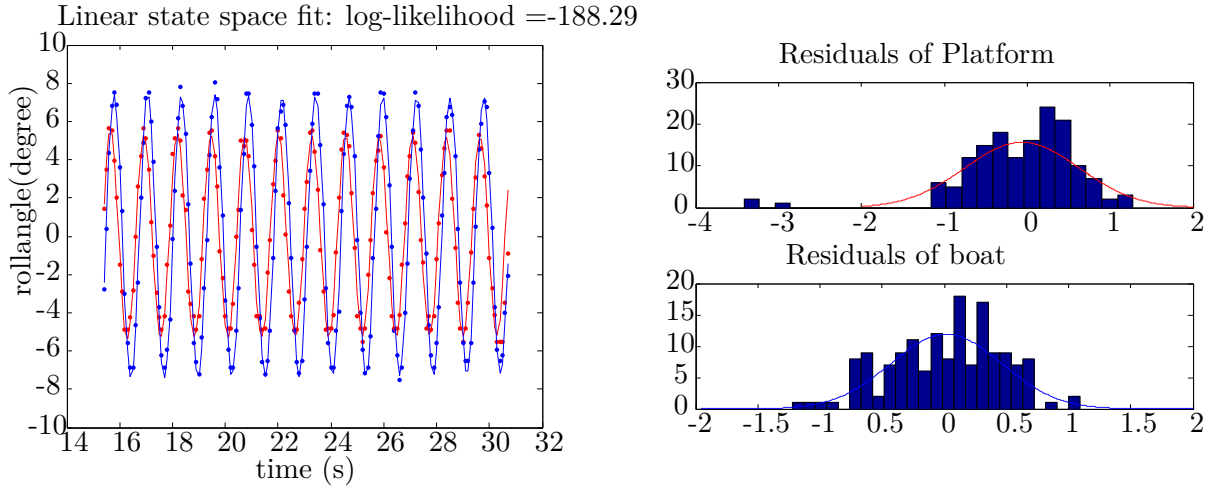 Linear state space fit: log-likelihood =-188.29
rollangle(degree)
10
8
6
4
2
0
-2
-4
-6
-8
-10
14 16 18 20 22 24 26 28 30 32
time (s)
Residuals of Platform
30
20
10
0
-4 -3 -2 -1 0 1 2
Residuals of boat
20
15
10
5
0
-2 -1.5 -1 0.5 0 0.5 1 1.5 2